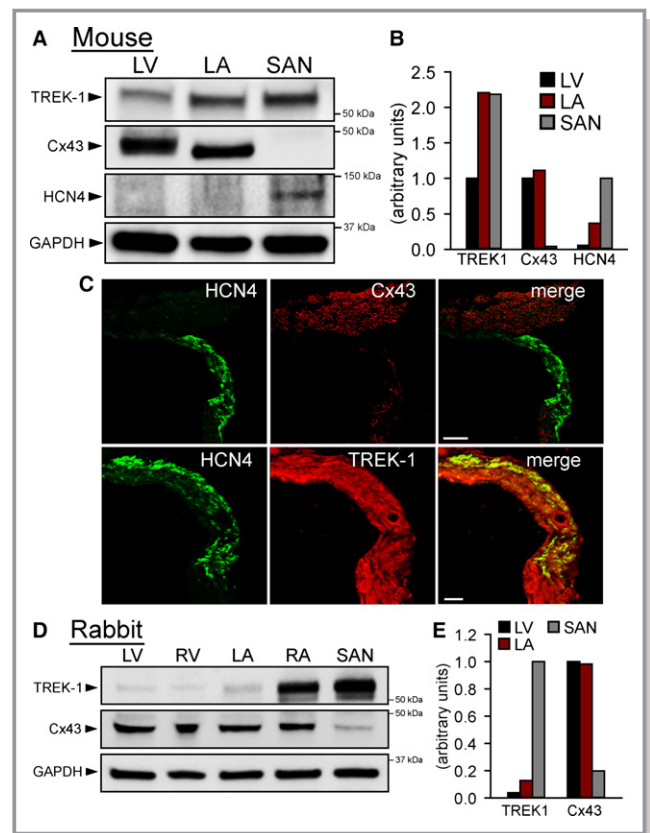 A Mouse
LV LA SAN
TREK-1
50 kDa
50 kDa
Cx43
150 kDa
HCN4
37 kDa
GAPDH
B
LV
LA
SAN
(arbitrary units)
2.5
2.0
1.5
1.0
0.5
0.0
TREK1 Cx43 HCN4
C
HCN4 Cx43 merge
HCN4 TREK-1 merge
D Rabbit
LV RV LA RA SAN
TREK-1
50 kDa
50 kDa
Cx43
37 kDa
GAPDH
E
LV SAN
LA
(arbitrary units)
1.2
1.0
0.8
0.6
0.4
0.2
0.0
TREK1 Cx43